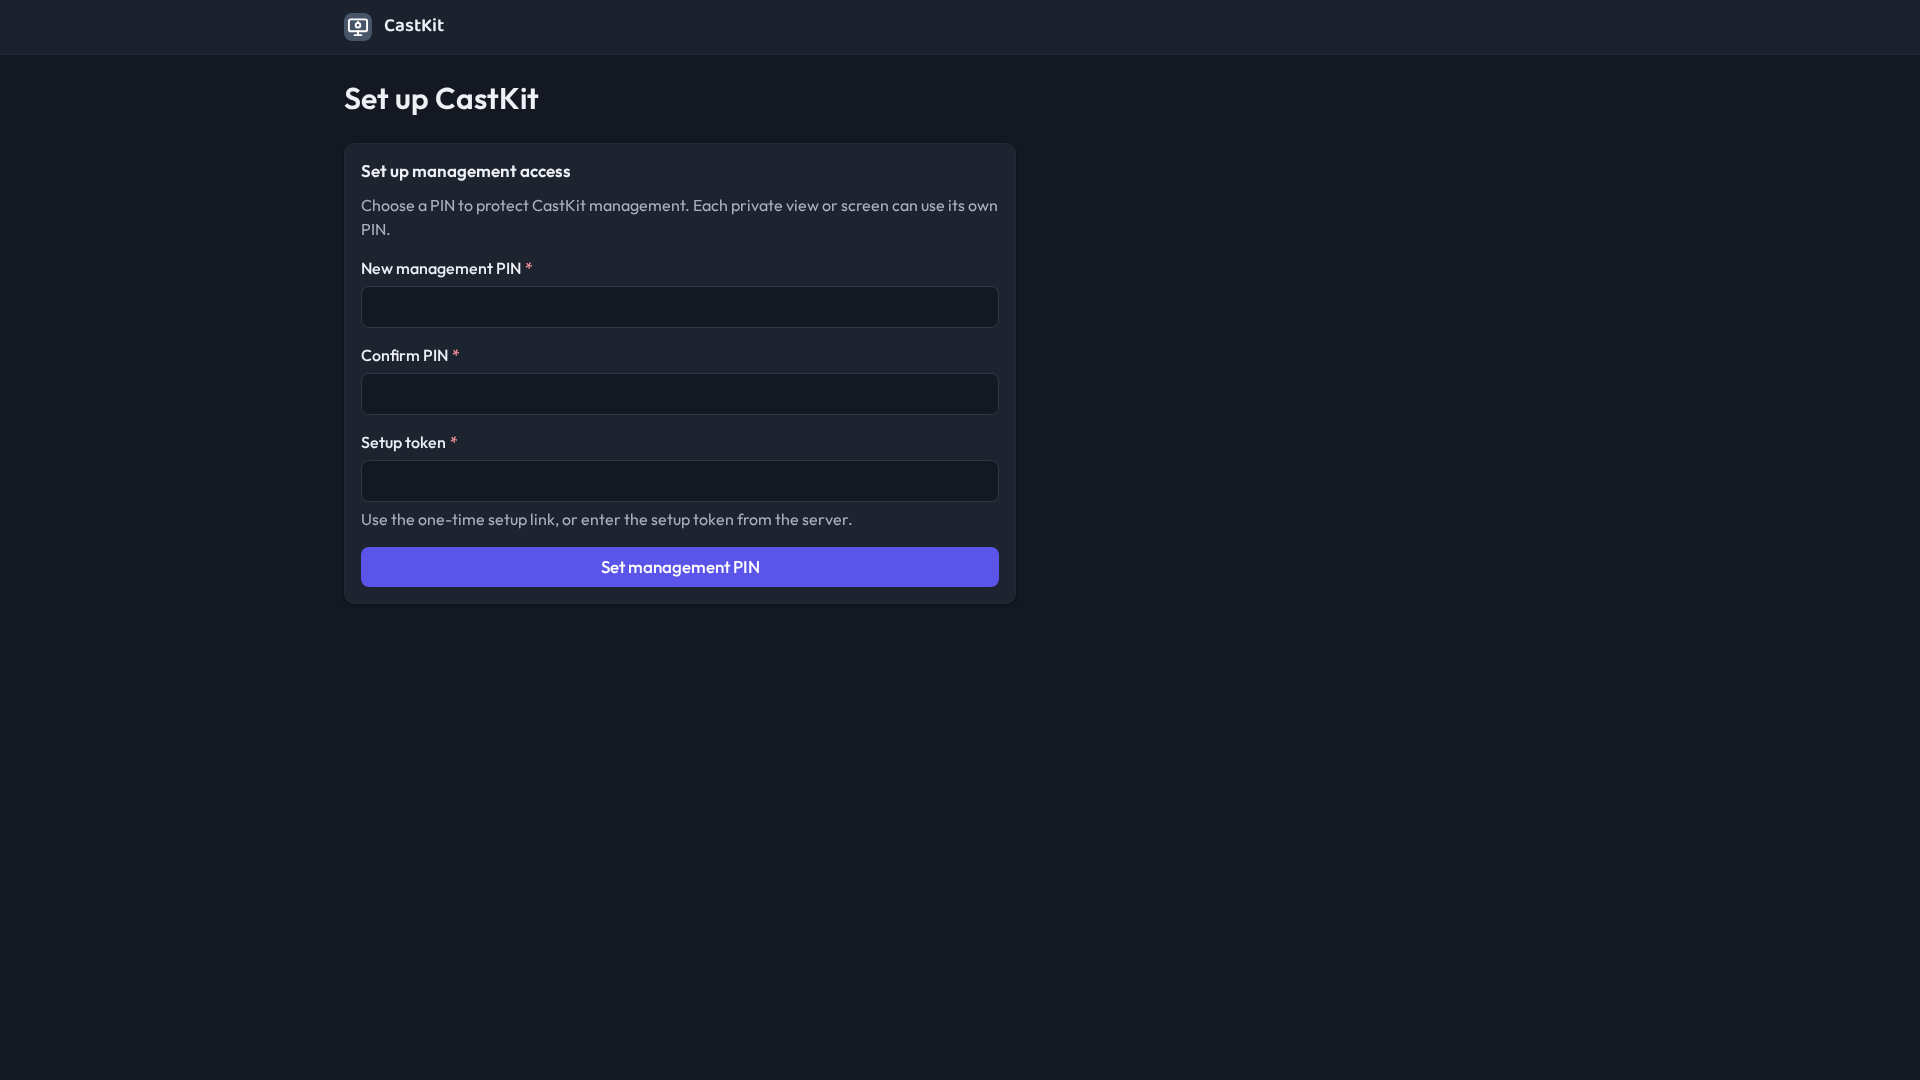 CastKit
Set up CastKit
Set up management access
Choose a PIN to protect CastKit management. Each private view or screen can use its own
PIN.
New management PIN *
Confirm PIN *
Setup token *
Use the one-time setup link, or enter the setup token from the server.
Set management PIN